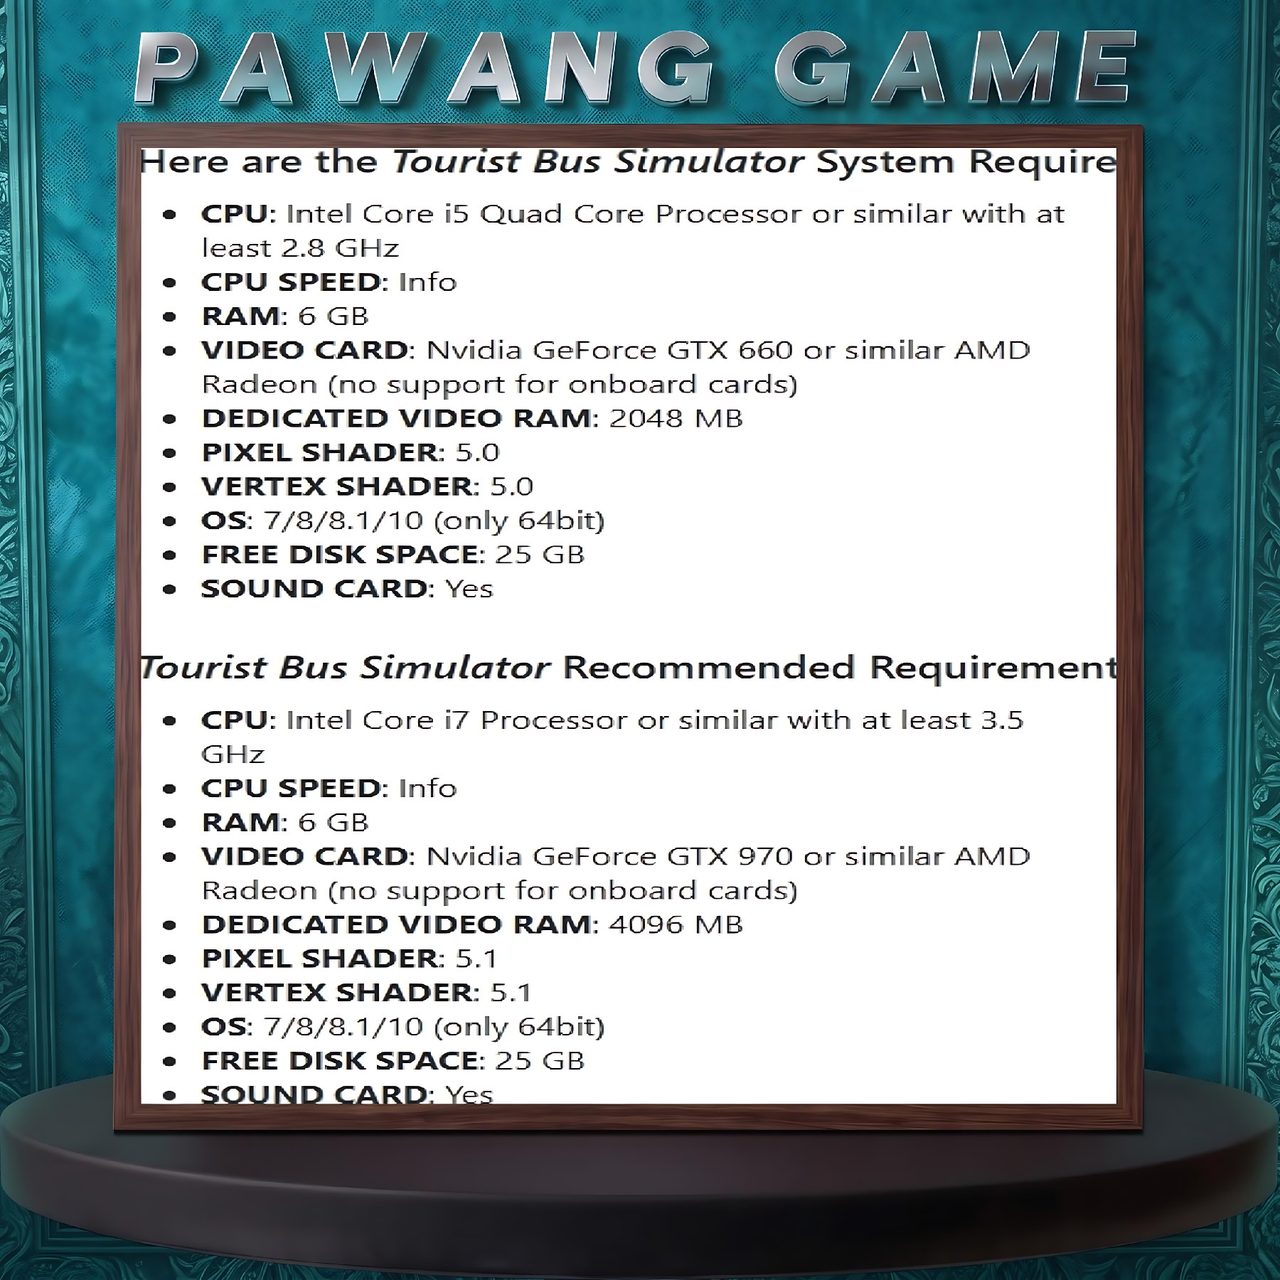 PAWANG GAME
Here are the Tourist Bus Simulator System Require
• CPU: Intel Core i5 Quad Core Processor or similar with at
least 2.8 GHz
• CPU SPEED: Info
• RAM: 6 GB
• VIDEO CARD: Nvidia GeForce GTX 660 or similar AMD
Radeon (no support for onboard cards)
• DEDICATED VIDEO RAM: 2048 MB
• PIXEL SHADER: 5.0
• VERTEX SHADER: 5.0
• OS: 7/8/8.1/10 (only 64bit)
• FREE DISK SPACE: 25 GB
• SOUND CARD: Yes
Tourist Bus Simulator Recommended Requirement
• CPU: Intel Core i7 Processor or similar with at least 3.5
GHz
• CPU SPEED: Info
• RAM: 6 GB
• VIDEO CARD: Nvidia GeForce GTX 970 or similar AMD
Radeon (no support for onboard cards)
• DEDICATED VIDEO RAM: 4096 MB
• PIXEL SHADER: 5.1
• VERTEX SHADER: 5.1
• OS: 7/8/8.1/10 (only 64bit)
• FREE DISK SPACE: 25 GB
• SOUND CARD: Yes